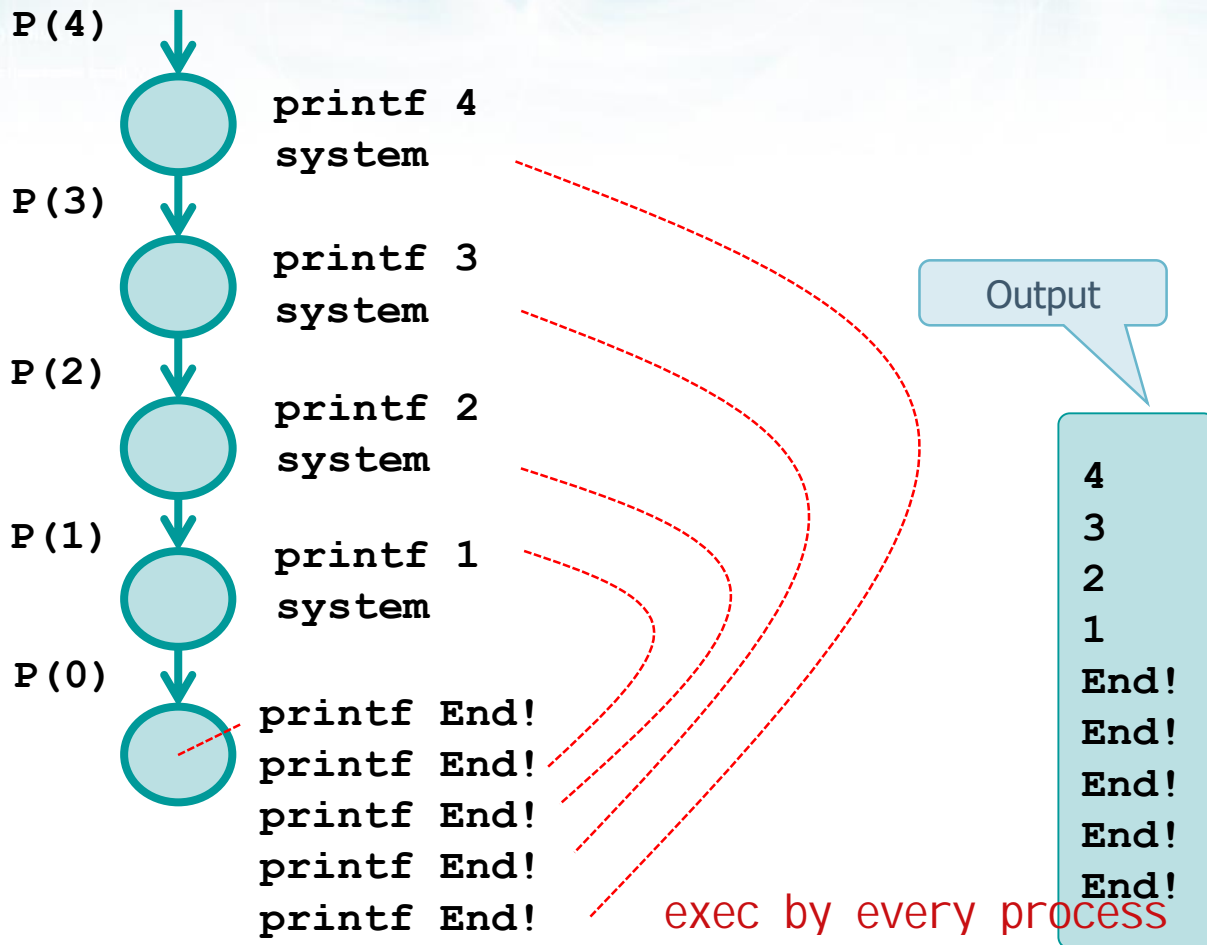 P(4)
printf 4
system
P(3)
printf 3
system
P(2)
printf 2
system
P(1)
printf 1
system
P(0)
printf End!
printf End!
printf End!
printf End!
printf End!
Output
4
3
2
1
End!
End!
End!
End!
End!
exec by every process